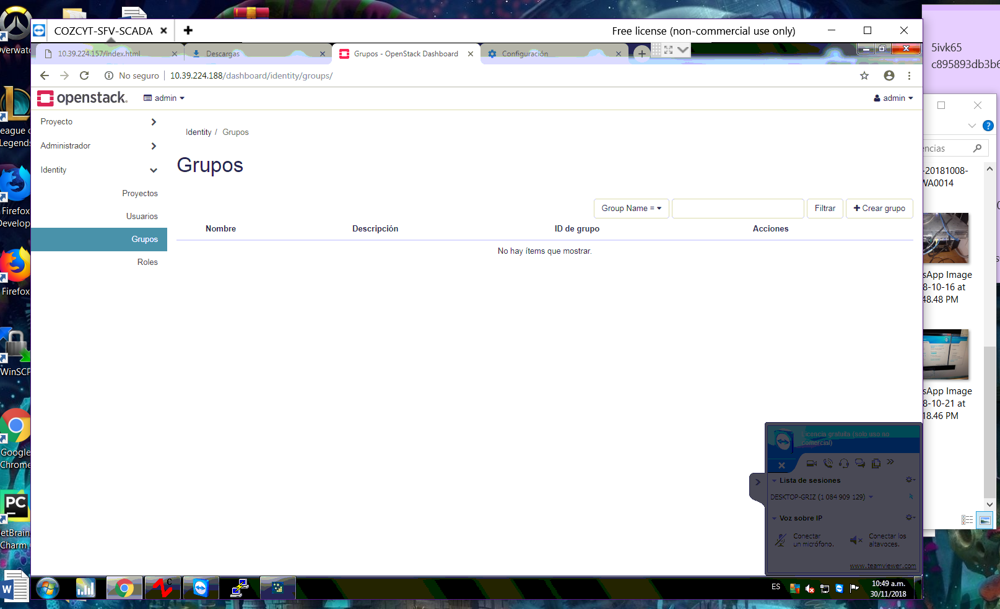 COZCYT-SFV-SCADA
Free license (non-commercial use only)
10.39.224.157/index.html
Descargas
Grupos - OpenStack Dashboard
Configuración
No seguro
10.39.224.188/dashboard/identity/groups/
openstack.
admin
admin
Proyecto
Administrador
Identity
Proyectos
Usuarios
Grupos
Roles
Identity / Grupos
Grupos
Group Name =
Filtrar
Crear grupo
Nombre
Descripción
ID de grupo
Acciones
No hay ítems que mostrar.
Licencia gratuita (solo uso no
comercial)
Lista de sesiones
DESKTOP-GRIZ (1 084 909 129)
Voz sobre IP
Conectar
un micrófono.
Conectar los
altavoces.
www.teamviewer.com
ES
10:49 a.m.
30/11/2018
Overwatc
eague o
Legends
Firefox
Develop
Firefox
WinSCP
Google
Chrome
PC
etBrain
Charm
W
5ivk65
c895893db3b6
encias
-20181008-
WA0014
sApp Image
8-10-16 at
48.48 PM
sApp Image
8-10-21 at
18.46 PM